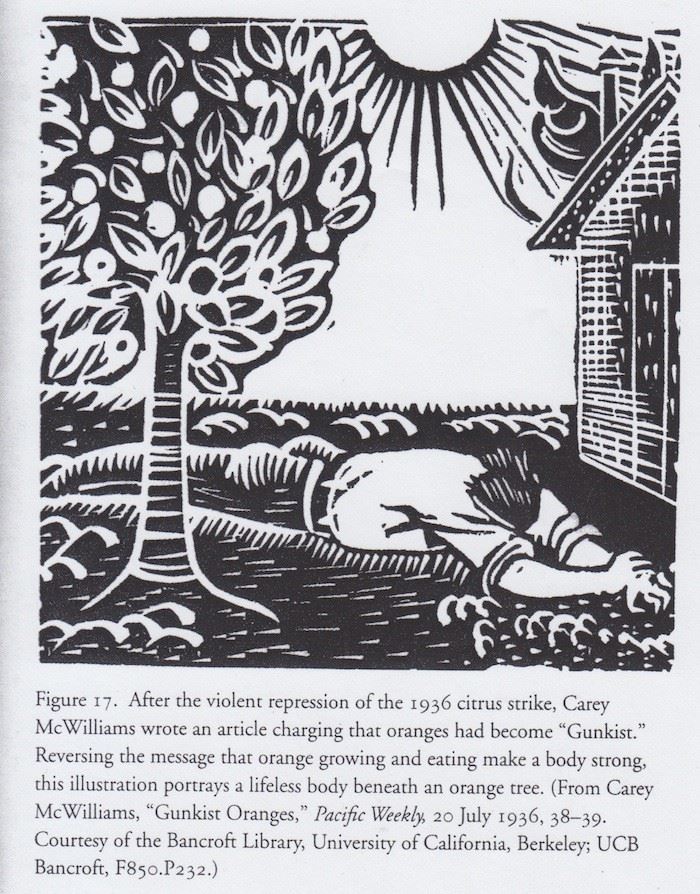 Figure 17. After the violent repression of the 1936 citrus strike, Carey
McWilliams wrote an article charging that oranges had become “Gunkist.”
Reversing the message that orange growing and eating make a body strong,
this illustration portrays a lifeless body beneath an orange tree. (From Carey
McWilliams, “Gunkist Oranges,” Pacific Weekly, 20 July 1936, 38–39.
Courtesy of the Bancroft Library, University of California, Berkeley; UCB
Bancroft, F850.P232.)